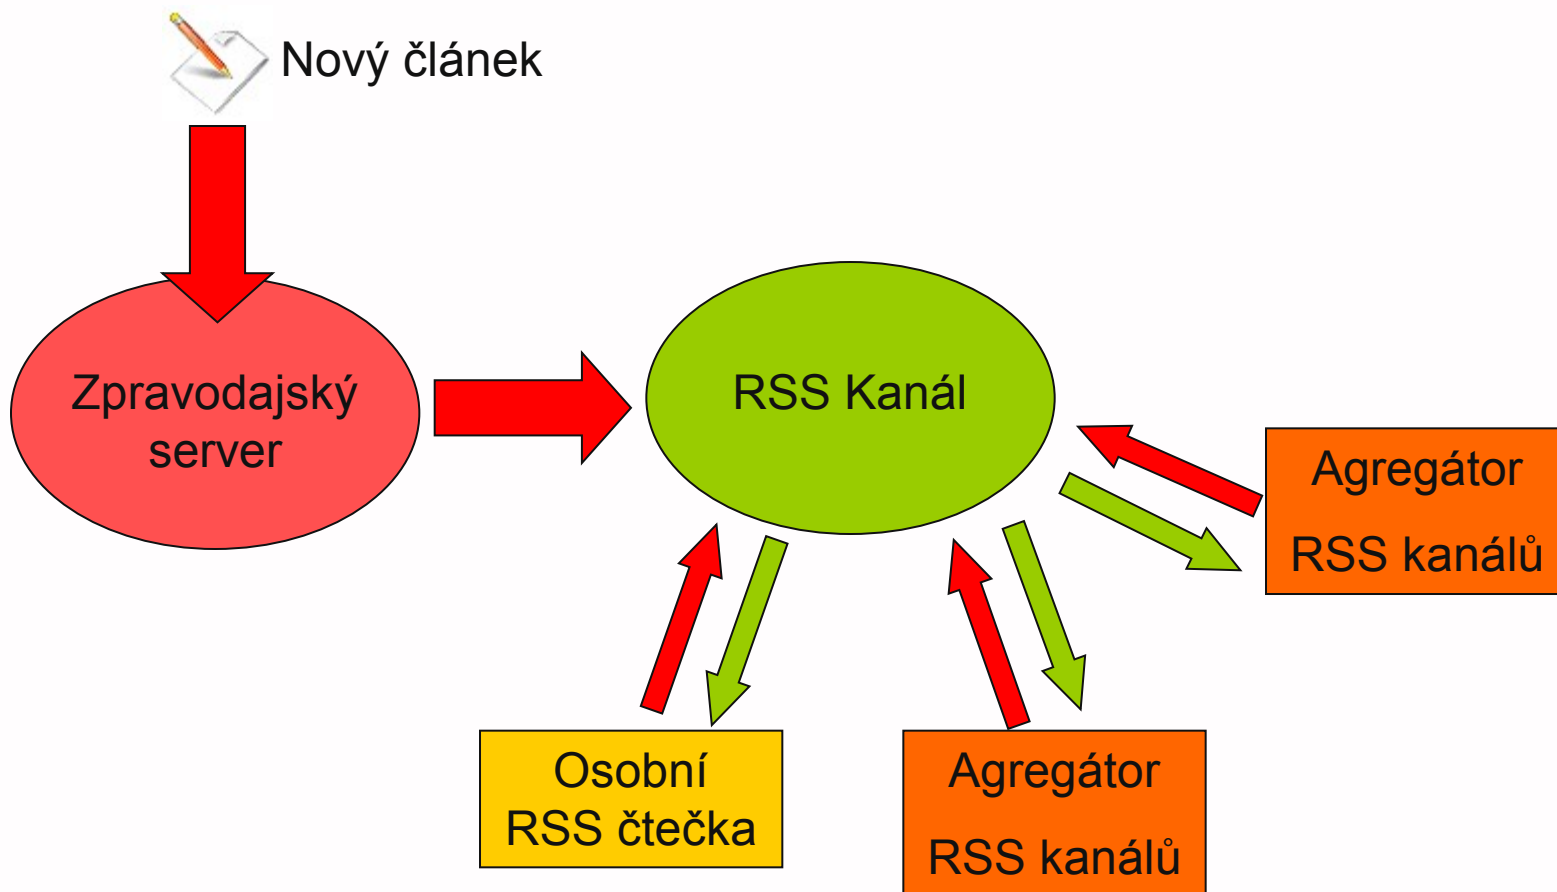 Nový článek
Zpravodajský
server
RSS Kanál
Agregátor
RSS kanálů
Osobní
RSS čtečka
Agregátor
RSS kanálů